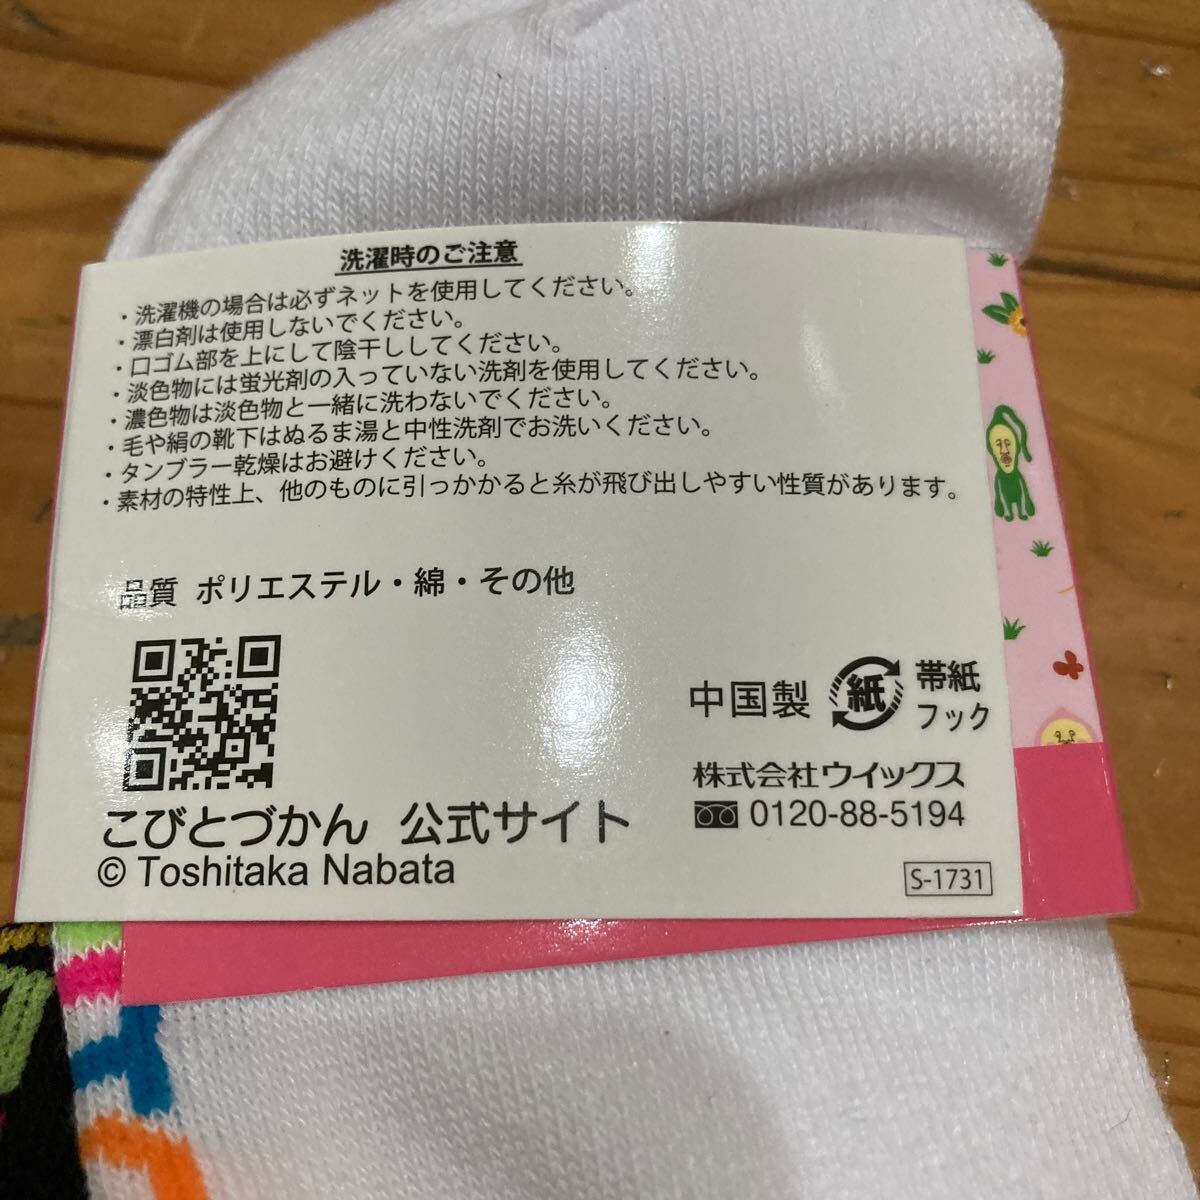 洗濯時のご注意
・洗濯機の場合は必ずネットを使用してください。
・漂白剤は使用しないでください。
・口ゴム部を上にして陰干ししてください。
・淡色物には蛍光剤の入っていない洗剤を使用してください。
・濃色物は淡色物と一緒に洗わないでください。
・毛や絹の靴下はぬるま湯と中性洗剤でお洗いください。
・タンブラー乾燥はお避けください。
・素材の特性上、他のものに引っかかると糸が飛び出しやすい性質があります。
品質 ポリエステル・綿・その他
中国製 紙 帯紙
フック
株式会社ウイックス
0120-88-5194
こびとづかん 公式サイト
© Toshitaka Nabata
S-1731